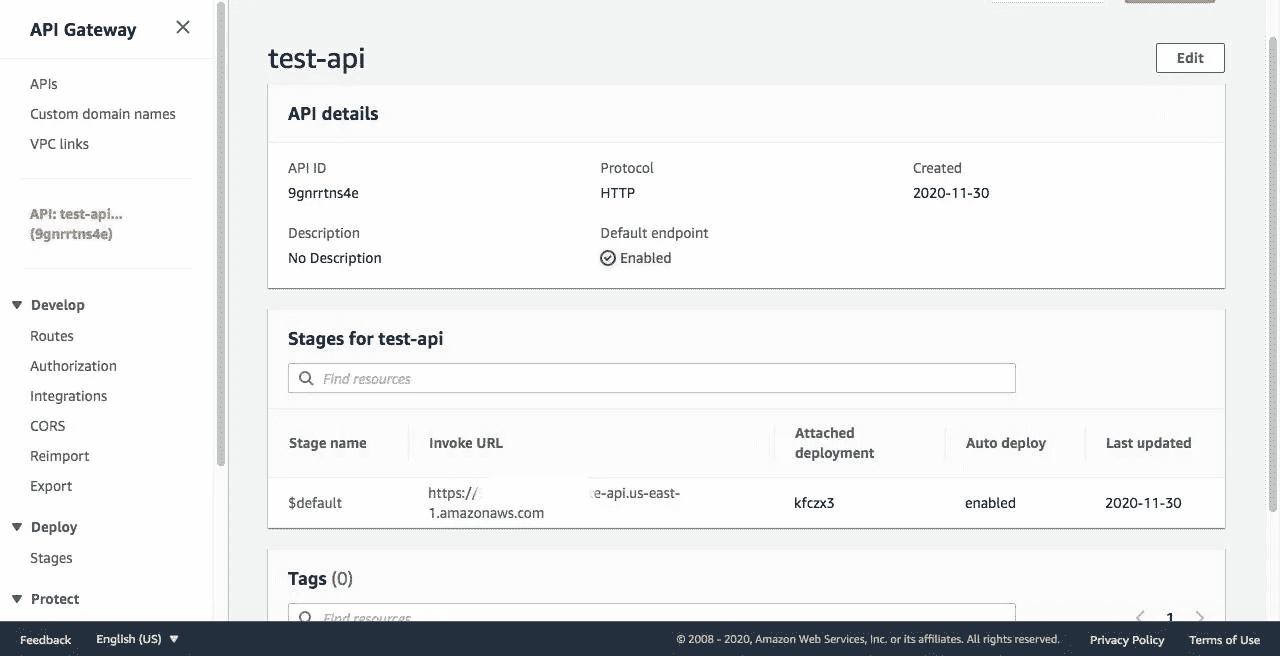 API Gateway
APIs
Custom domain names
VPC links
API: test-api...
(9gnrrtns4e)
Develop
Routes
Authorization
Integrations
CORS
Reimport
Export
Deploy
Stages
Protect
test-api
Edit
API details
API ID
9gnrrtns4e
Protocol
HTTP
Created
2020-11-30
Description
No Description
Default endpoint
Enabled
Stages for test-api
Find resources
Stage name
Invoke URL
Attached
deployment
Auto deploy
Last updated
$default
https://
e-api.us-east-
1.amazonaws.com
kfczx3
enabled
2020-11-30
Tags (0)
Find resources
1
Feedback
English (US)
© 2008 - 2020, Amazon Web Services, Inc. or its affiliates. All rights reserved.
Privacy Policy
Terms of Use